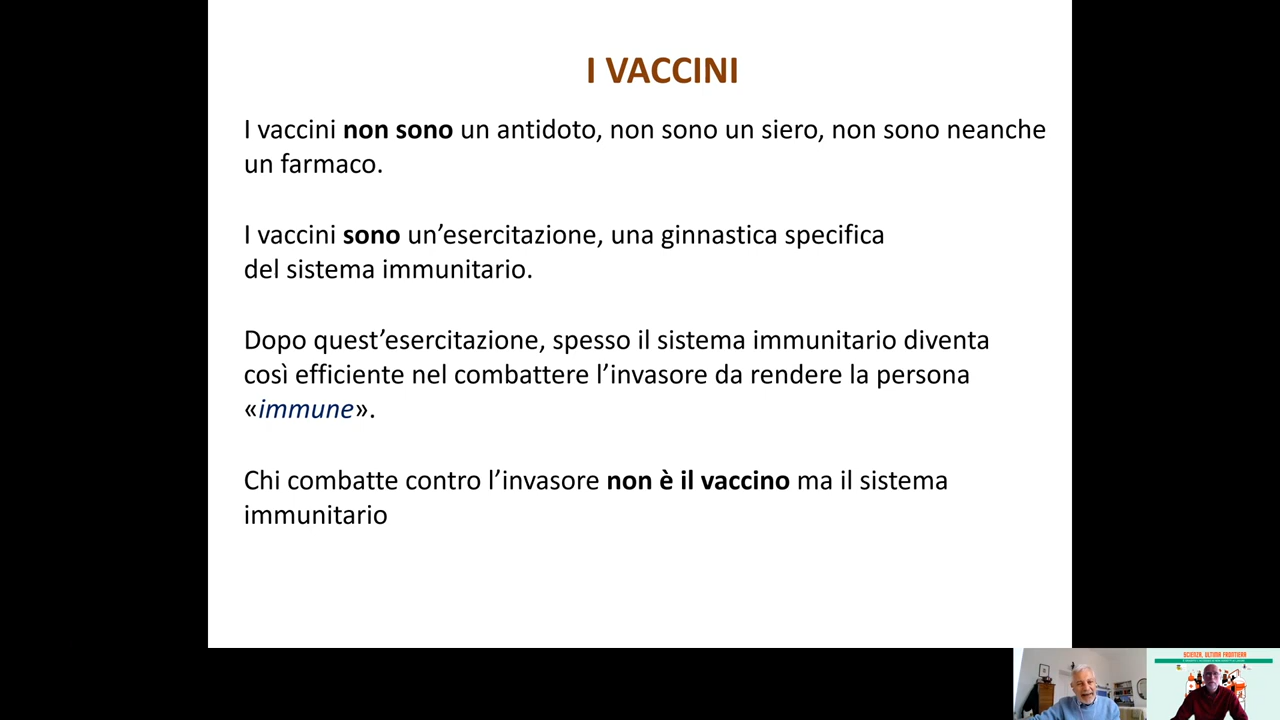 I VACCINI
I vaccini non sono un antidoto, non sono un siero, non sono neanche
un farmaco.
I vaccini sono un’esercitazione, una ginnastica specifica
del sistema immunitario.
Dopo quest’esercitazione, spesso il sistema immunitario diventa
così efficiente nel combattere l’invasore da rendere la persona
«immune».
Chi combatte contro l’invasore non è il vaccino ma il sistema
immunitario
SCIENZA, ULTIMA FRONTIERA